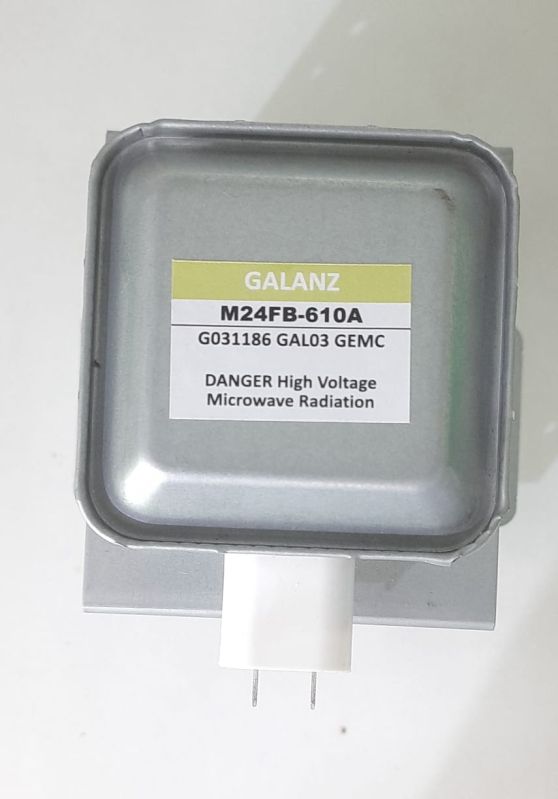 GALANZ
M24FB-610A
G031186 GAL03 GEMC
DANGER High Voltage
Microwave Radiation